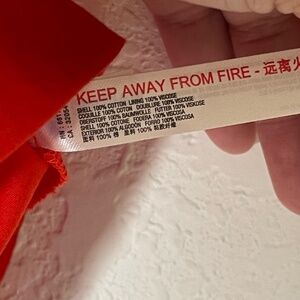 KEEP AWAY FROM FIRE - 远离火
SHELL 100% COTTON LINING 100% VISCOSE
COQUILLE 100% COTON DOUBLURE 100% VISCOSE
OBERSTOFF 100% BAUMWOLLE FUTTER 100% VISKOSE
SHELL 100% COTONE FODERA 100% VISCOSA
EXTERIOR 100% ALGODÓN FORRO 100% VISCOSA
面料 100% 棉 里料 100% 黏胶纤维